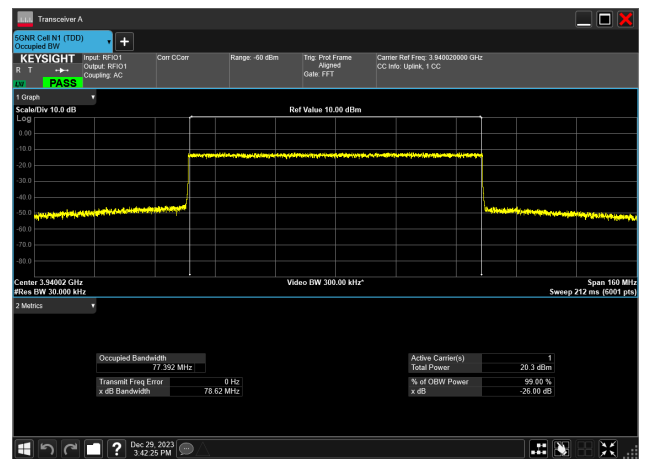 Transceiver A
5GNR Cell N1 (TDD)
Occupied BW
KEYSIGHT
R T
PASS
Input: RFIO1
Output: RFIO1
Coupling: AC
Corr CCorr
Range: -60 dBm
Trig: Prot Frame
Aligned
Gate: FFT
Carrier Ref Freq: 3.940020000 GHz
CC Info: Uplink, 1 CC
1 Graph
Scale/Div 10.0 dB
Ref Value 10.00 dBm
Log
0.00
-10.0
-20.0
-30.0
-40.0
-50.0
-60.0
-70.0
-80.0
Center 3.94002 GHz
Video BW 300.00 kHz*
Span 160 MHz
#Res BW 30.000 kHz
Sweep 212 ms (6001 pts)
2 Metrics
Occupied Bandwidth
77.392 MHz
Active Carrier(s) 1
Total Power 20.3 dBm
Transmit Freq Error 0 Hz
x dB Bandwidth 78.62 MHz
% of OBW Power 99.00 %
x dB -26.00 dB
Dec 29, 2023
3:42:25 PM